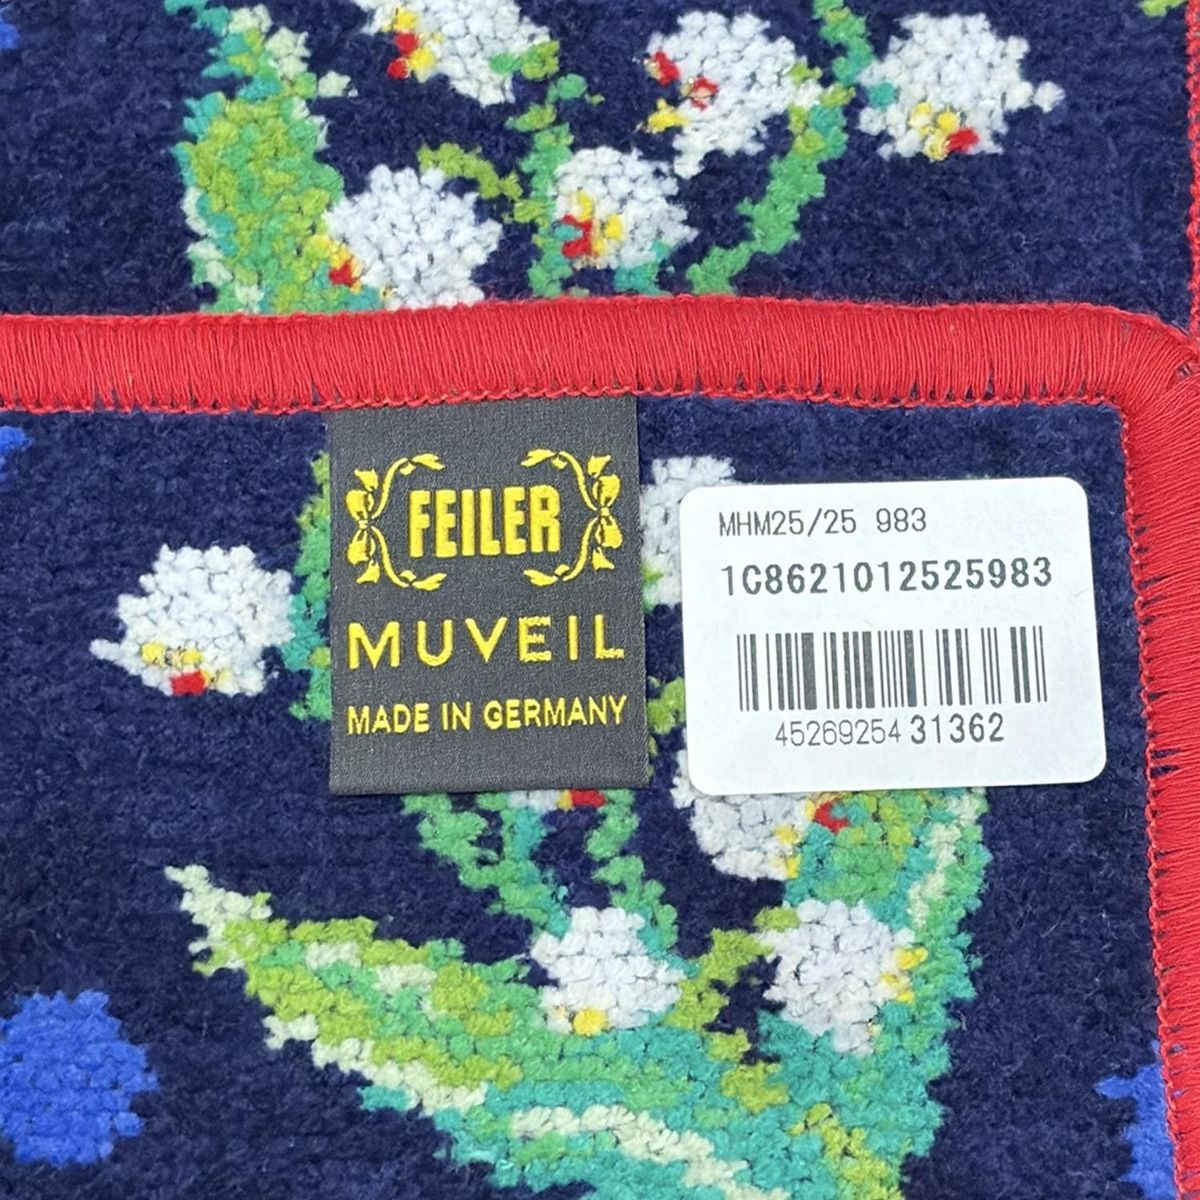 FEILER
MUVEIL
MADE IN GERMANY
MHM25/25 983
1C8621012525983
4526925431362